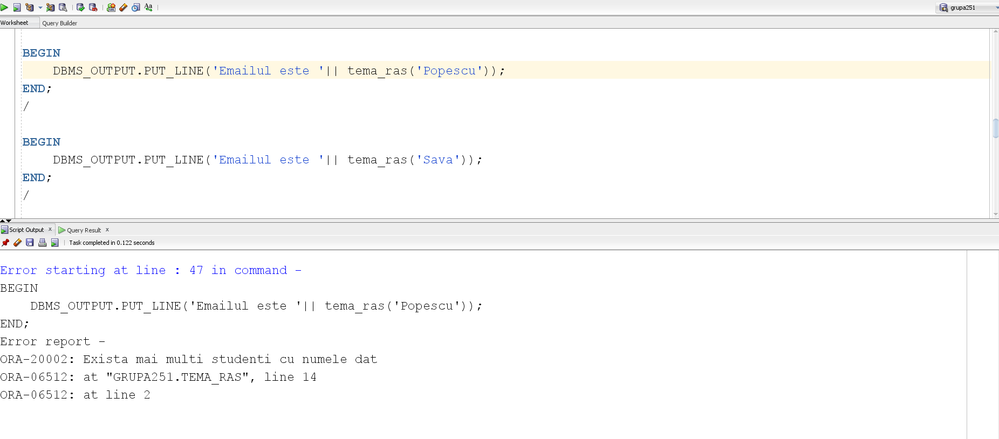 grupa251
Worksheet Query Builder
BEGIN
DBMS_OUTPUT.PUT_LINE('Emailul este '|| tema_ras('Popescu'));
END;
/
BEGIN
DBMS_OUTPUT.PUT_LINE('Emailul este '|| tema_ras('Sava'));
END;
/
Script Output x Query Result x
Task completed in 0.122 seconds
Error starting at line : 47 in command -
BEGIN
DBMS_OUTPUT.PUT_LINE('Emailul este '|| tema_ras('Popescu'));
END;
Error report -
ORA-20002: Exista mai multi studenti cu numele dat
ORA-06512: at "GRUPA251.TEMA_RAS", line 14
ORA-06512: at line 2